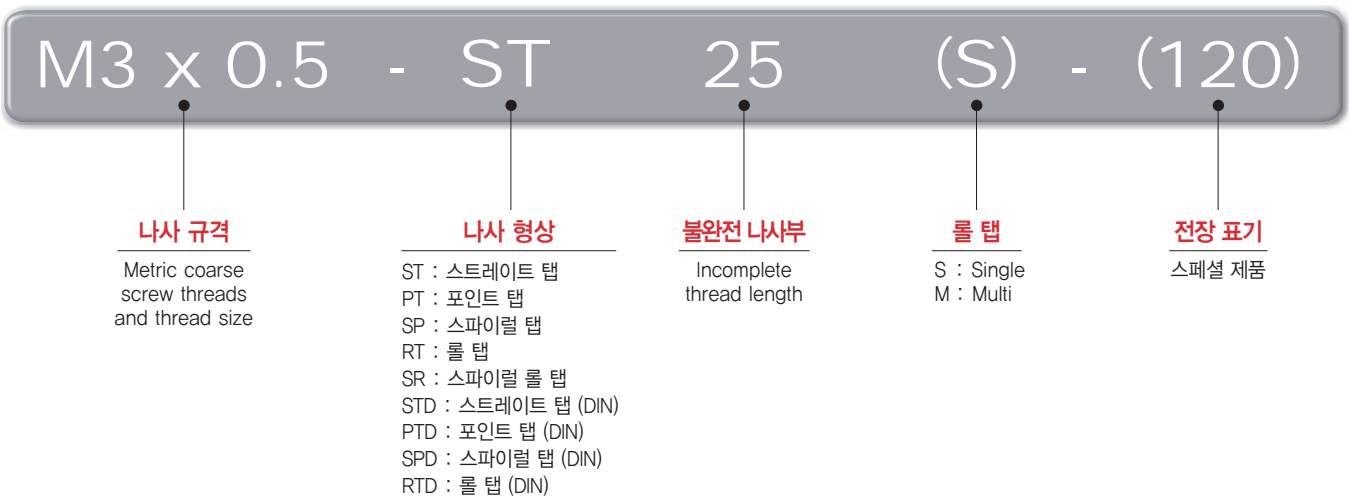 M3 x 0.5 - ST 25 (S) - (120)
나사 규격
Metric coarse
screw threads
and thread size
나사 형상
ST : 스트레이트 탭
PT : 포인트 탭
SP : 스파이럴 탭
RT : 롤 탭
SR : 스파이럴 롤 탭
STD : 스트레이트 탭 (DIN)
PTD : 포인트 탭 (DIN)
SPD : 스파이럴 탭 (DIN)
RTD : 롤 탭 (DIN)
불완전 나사부
Incomplete
thread length
롤 탭
S : Single
M : Multi
전장 표기
스페셜 제품